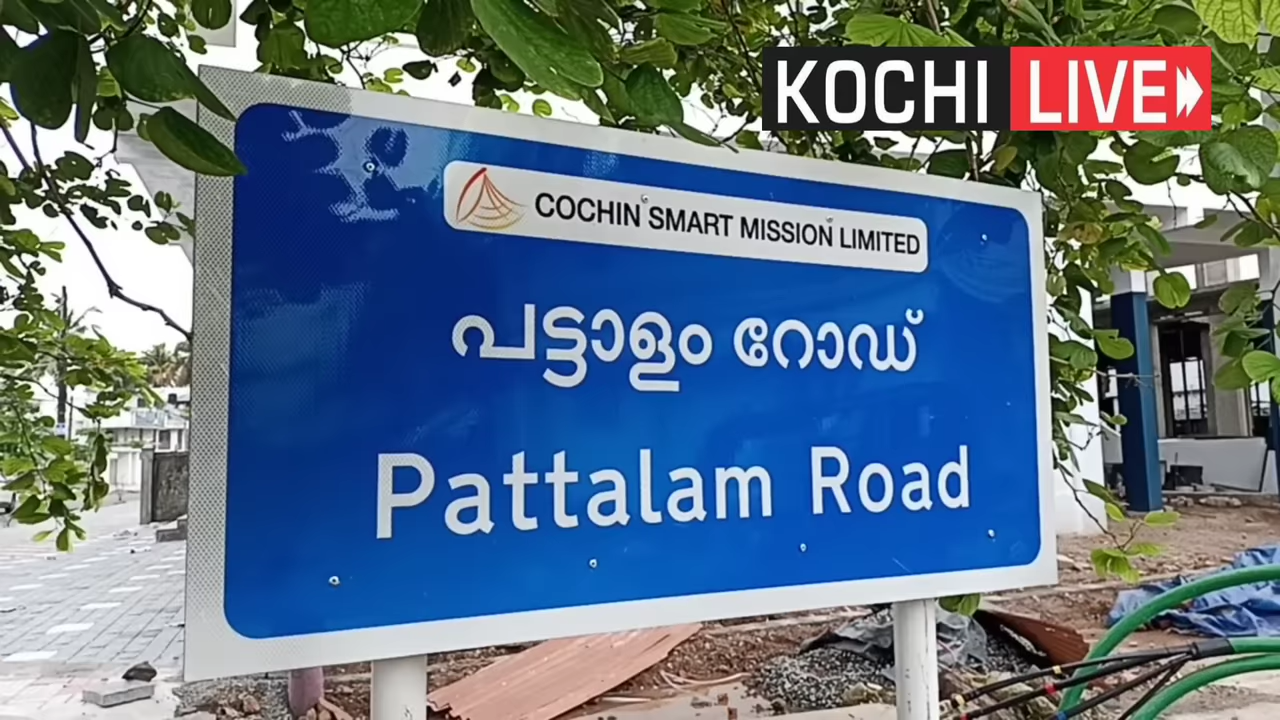 KOCHI LIVE
COCHIN SMART MISSION LIMITED
പട്ടാളം റോഡ്
Pattalam Road